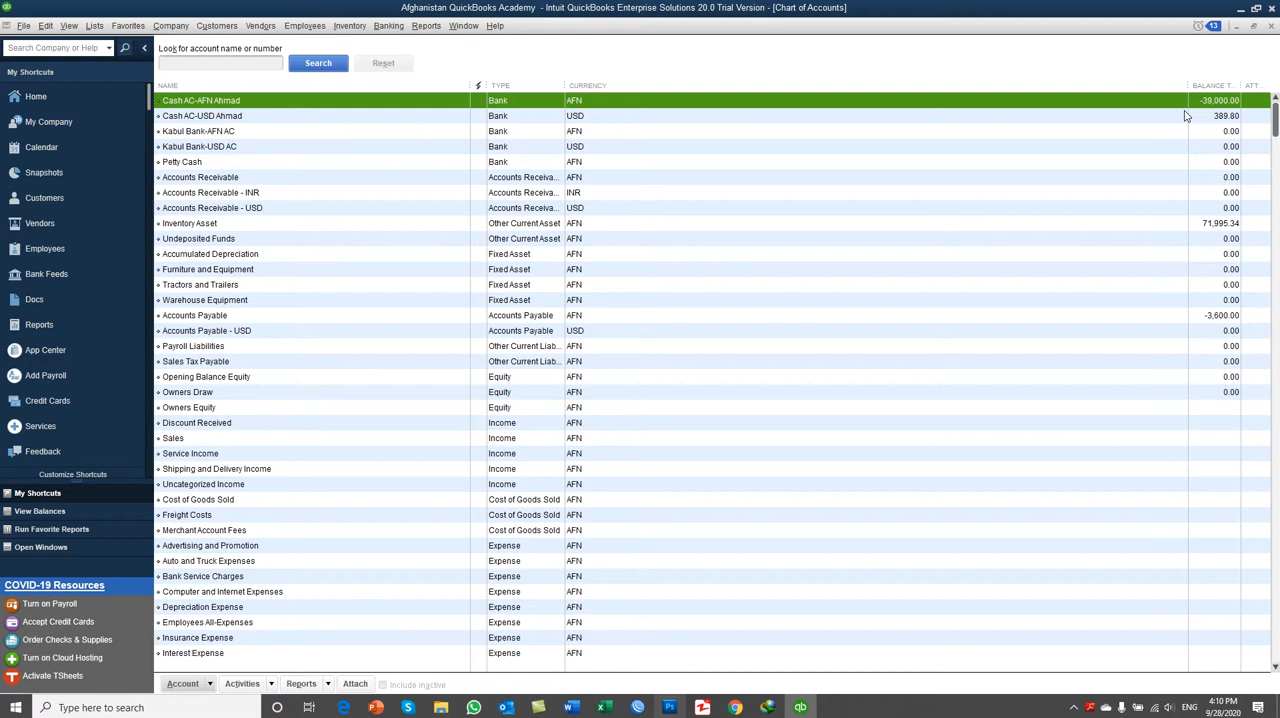 Afghanistan QuickBooks Academy - Intuit QuickBooks Enterprise Solutions 20.0 Trial Version - [Chart of Accounts]
File Edit View Lists Favorites Company Customers Vendors Employees Inventory Banking Reports Window Help 13
Search Company or Help
Look for account name or number
Search Reset
My Shortcuts
Home
My Company
Calendar
Snapshots
Customers
Vendors
Employees
Bank Feeds
Docs
Reports
App Center
Add Payroll
Credit Cards
Services
Feedback
Customize Shortcuts
My Shortcuts
View Balances
Run Favorite Reports
Open Windows
COVID-19 Resources
Turn on Payroll
Accept Credit Cards
Order Checks & Supplies
Turn on Cloud Hosting
Activate TSheets
NAME TYPE CURRENCY BALANCE T... ATT...
Cash AC-AFN Ahmad Bank AFN -39,000.00
Cash AC-USD Ahmad Bank USD 389.80
Kabul Bank-AFN AC Bank AFN 0.00
Kabul Bank-USD AC Bank USD 0.00
Petty Cash Bank AFN 0.00
Accounts Receivable Accounts Receiva... AFN 0.00
Accounts Receivable - INR Accounts Receiva... INR 0.00
Accounts Receivable - USD Accounts Receiva... USD 0.00
Inventory Asset Other Current Asset AFN 71,995.34
Undeposited Funds Other Current Asset AFN 0.00
Accumulated Depreciation Fixed Asset AFN 0.00
Furniture and Equipment Fixed Asset AFN 0.00
Tractors and Trailers Fixed Asset AFN 0.00
Warehouse Equipment Fixed Asset AFN 0.00
Accounts Payable Accounts Payable AFN -3,600.00
Accounts Payable - USD Accounts Payable USD 0.00
Payroll Liabilities Other Current Liab... AFN 0.00
Sales Tax Payable Other Current Liab... AFN 0.00
Opening Balance Equity Equity AFN 0.00
Owners Draw Equity AFN 0.00
Owners Equity Equity AFN
Discount Received Income AFN
Sales Income AFN
Service Income Income AFN
Shipping and Delivery Income Income AFN
Uncategorized Income Income AFN
Cost of Goods Sold Cost of Goods Sold AFN
Freight Costs Cost of Goods Sold AFN
Merchant Account Fees Cost of Goods Sold AFN
Advertising and Promotion Expense AFN
Auto and Truck Expenses Expense AFN
Bank Service Charges Expense AFN
Computer and Internet Expenses Expense AFN
Depreciation Expense Expense AFN
Employees All-Expenses Expense AFN
Insurance Expense Expense AFN
Interest Expense Expense AFN
Account Activities Reports Attach Include inactive
Type here to search
ENG
4:10 PM
9/28/2020